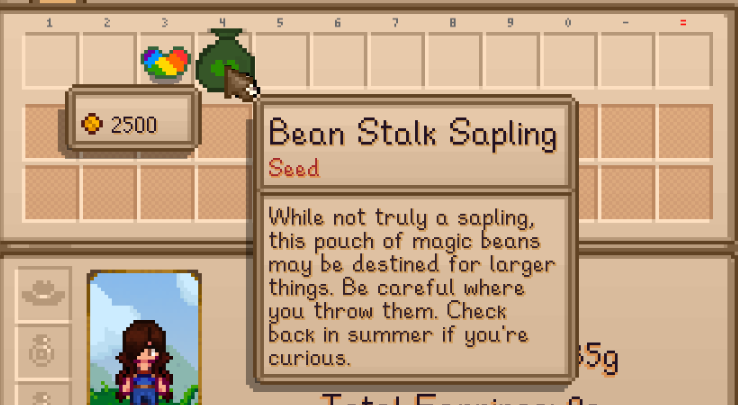 1 2 3 4 5 6 7 8 9 0 - =
2500
Bean Stalk Sapling
Seed
While not truly a sapling,
this pouch of magic beans
may be destined for larger
things. Be careful where
you throw them. Check
back in summer if you're
curious.
35g
Total Earnings: 0g